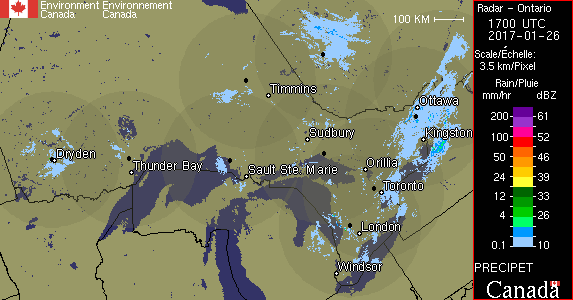 Environment Environnement
Canada Canada
100 KM
Timmins
Ottawa
Sudbury
Kingston
Dryden
Thunder Bay
Sault Ste. Marie
Orillia
Toronto
London
Windsor
Radar - Ontario
1700 UTC
2017-01-26
Scale/Échelle:
3.5 km/Pixel
Rain/Pluie
mm/hr dBZ
200 61
100 52
50 46
24 39
12 33
4 26
0.1 10
PRECIPET
Canada